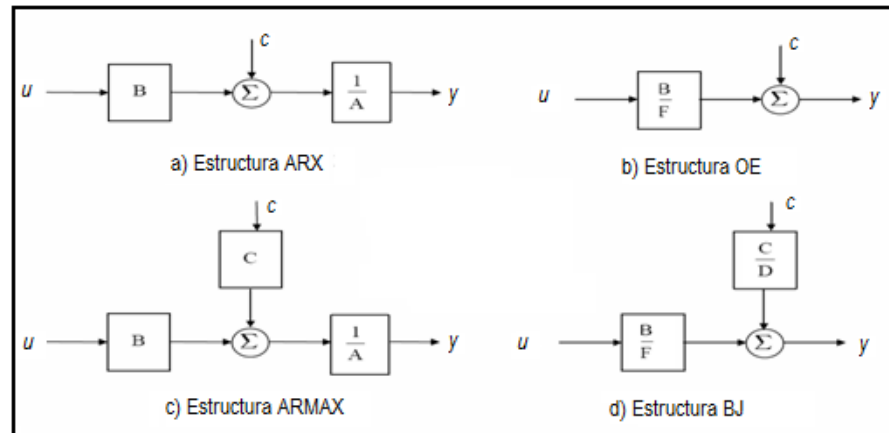 c
u B Σ 1/A y
a) Estructura ARX
c
u B/F Σ y
b) Estructura OE
c
C
u B Σ 1/A y
c) Estructura ARMAX
c
C/D
u B/F Σ y
d) Estructura BJ